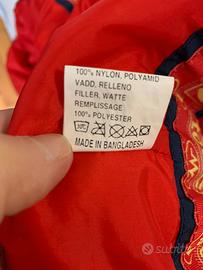 100% NYLON, POLYAMID
VADD, RELLENO
FILLER, WATTE
REMPLISSAGE
100% POLYESTER
MADE IN BANGLADESH
subito